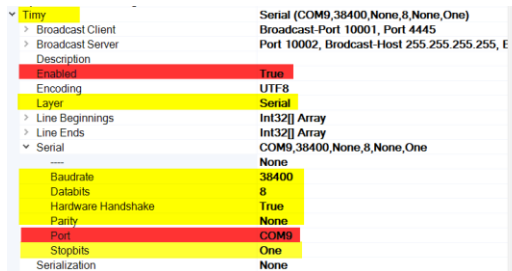 Timy Serial (COM9,38400,None,8,None,One)
Broadcast Client Broadcast-Port 10001, Port 4445
Broadcast Server Port 10002, Brodcast-Host 255.255.255.255, E
Description
Enabled True
Encoding UTF8
Layer Serial
Line Beginnings Int32[] Array
Line Ends Int32[] Array
Serial COM9,38400,None,8,None,One
---- None
Baudrate 38400
Databits 8
Hardware Handshake True
Parity None
Port COM9
Stopbits One
Serialization None